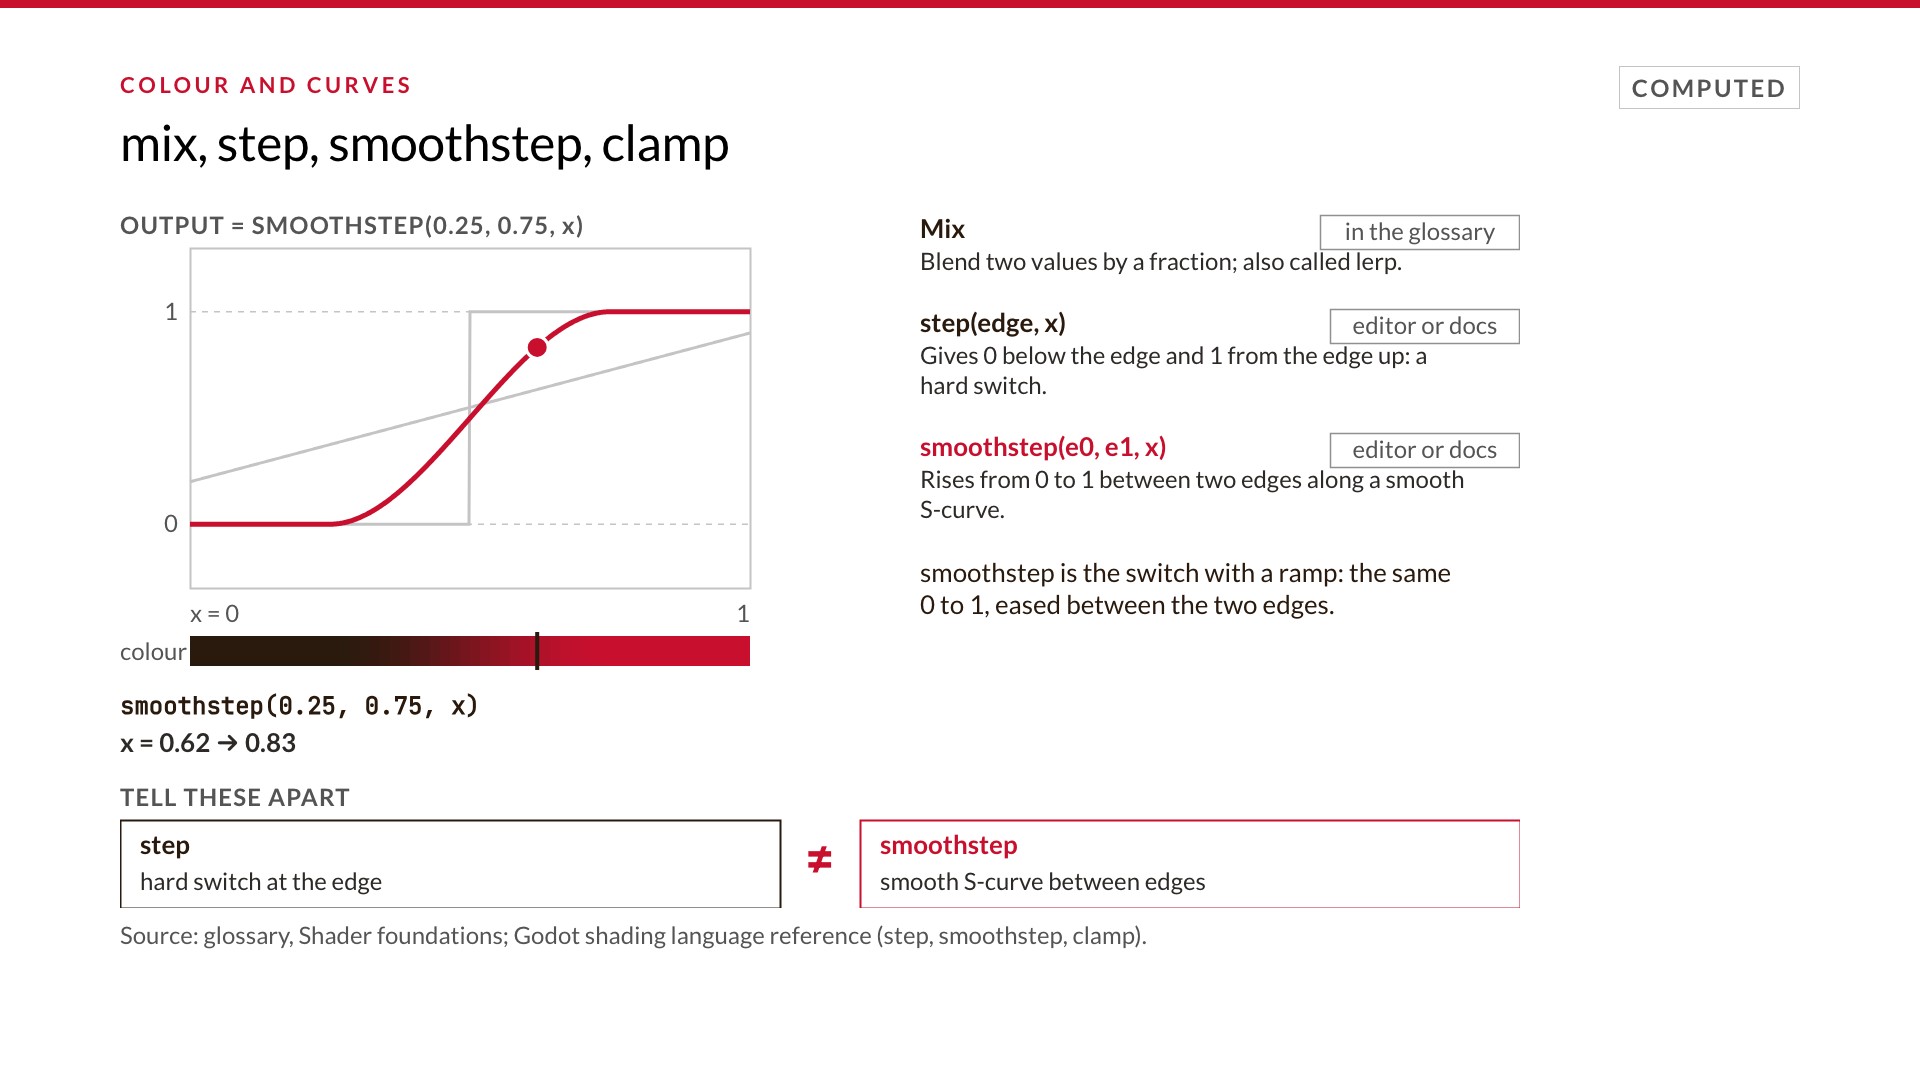 COLOUR AND CURVES
COMPUTED
mix, step, smoothstep, clamp
OUTPUT = SMOOTHSTEP(0.25, 0.75, x)
1
0
x = 0
1
colour
smoothstep(0.25, 0.75, x)
x = 0.62 → 0.83
Mix
in the glossary
Blend two values by a fraction; also called lerp.
step(edge, x)
editor or docs
Gives 0 below the edge and 1 from the edge up: a
hard switch.
smoothstep(e0, e1, x)
editor or docs
Rises from 0 to 1 between two edges along a smooth
S-curve.
smoothstep is the switch with a ramp: the same
0 to 1, eased between the two edges.
TELL THESE APART
step
hard switch at the edge
≠
smoothstep
smooth S-curve between edges
Source: glossary, Shader foundations; Godot shading language reference (step, smoothstep, clamp).